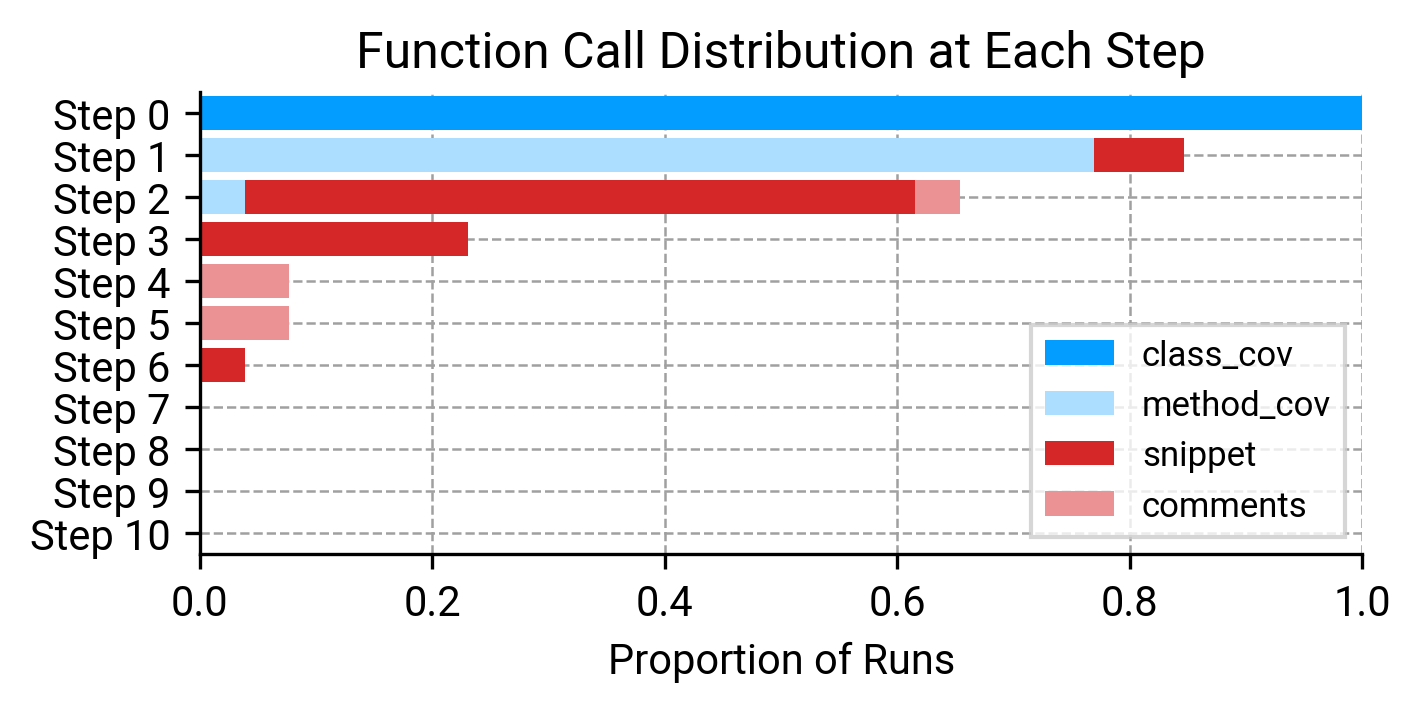 Function Call Distribution at Each Step
Step 0
Step 1
Step 2
Step 3
Step 4
Step 5
Step 6
Step 7
Step 8
Step 9
Step 10
class_cov
method_cov
snippet
comments
0.0 0.2 0.4 0.6 0.8 1.0
Proportion of Runs